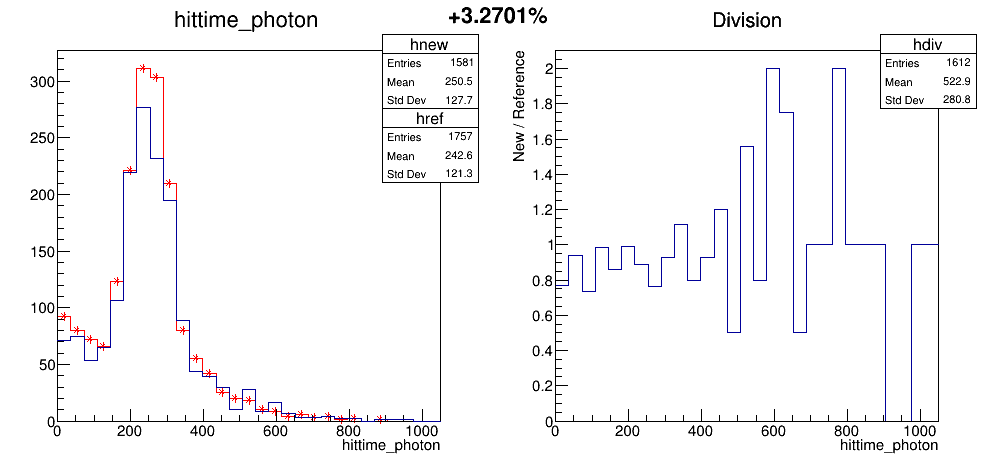 +3.2701%
hittime_photon
hnew
Entries 1581
Mean 250.5
Std Dev 127.7
href
Entries 1757
Mean 242.6
Std Dev 121.3
300
250
200
150
100
50
0
0 200 400 600 800 1000
hittime_photon
Division
hdiv
Entries 1612
Mean 522.9
Std Dev 280.8
New / Reference
2
1.8
1.6
1.4
1.2
1
0.8
0.6
0.4
0.2
0
0 200 400 600 800 1000
hittime_photon